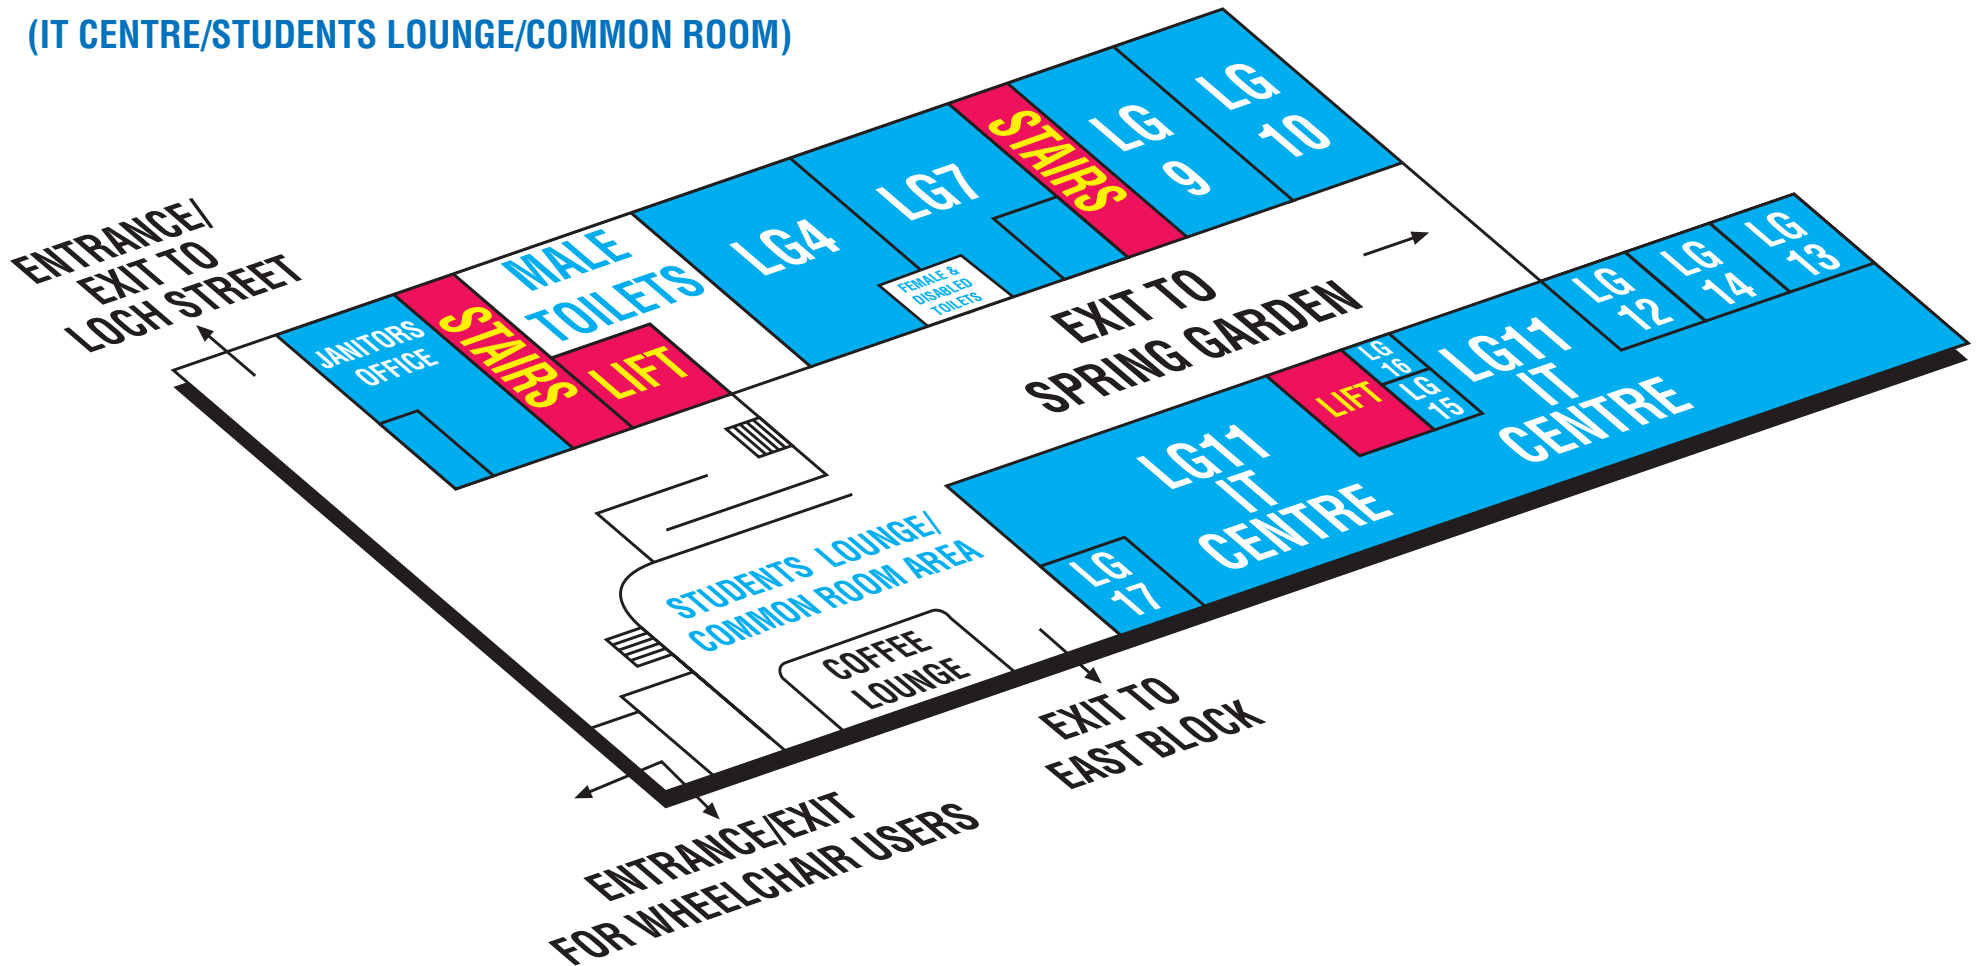 (IT CENTRE/STUDENTS LOUNGE/COMMON ROOM)
ENTRANCE/
EXIT TO
LOCH STREET
JANITORS
OFFICE
STAIRS
MALE
TOILETS
LIFT
LG4
LG7
FEMALE &
DISABLED
TOILETS
STAIRS
LG
9
LG
10
EXIT TO
SPRING GARDEN
LG
13
LG
14
LG
12
LG11
IT
CENTRE
LG
16
LG
15
LIFT
LG11
IT
CENTRE
LG
17
STUDENTS LOUNGE/
COMMON ROOM AREA
COFFEE
LOUNGE
EXIT TO
EAST BLOCK
ENTRANCE/EXIT
FOR WHEELCHAIR USERS